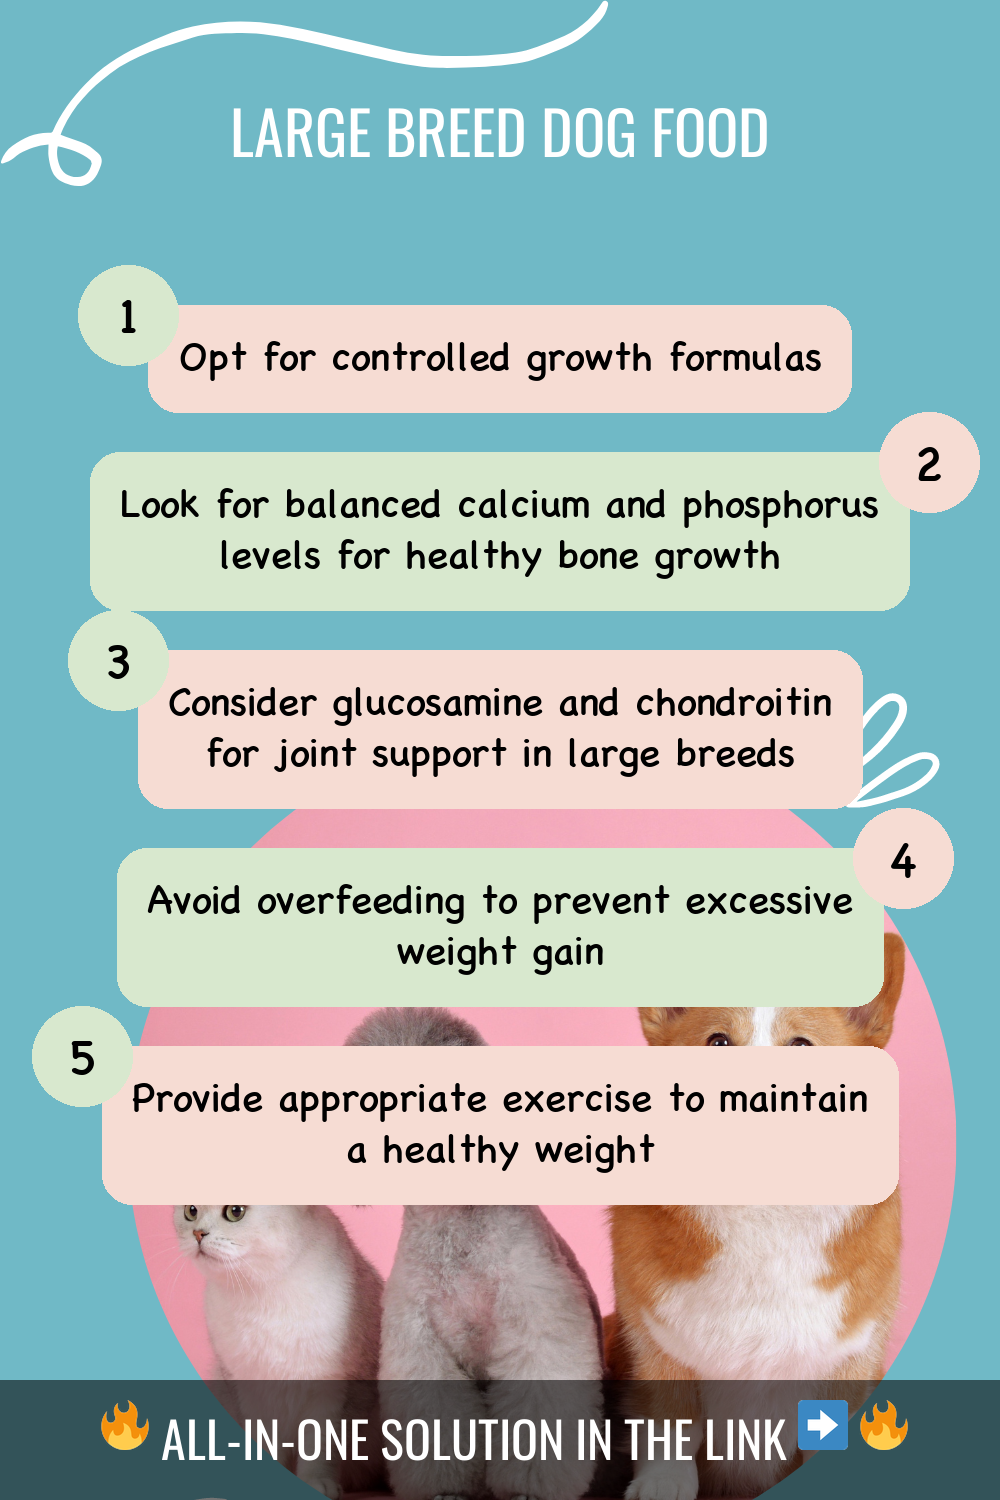 LARGE BREED DOG FOOD
1
Opt for controlled growth formulas
2
Look for balanced calcium and phosphorus
levels for healthy bone growth
3
Consider glucosamine and chondroitin
for joint support in large breeds
4
Avoid overfeeding to prevent excessive
weight gain
5
Provide appropriate exercise to maintain
a healthy weight
🔥 ALL-IN-ONE SOLUTION IN THE LINK ➡️ 🔥